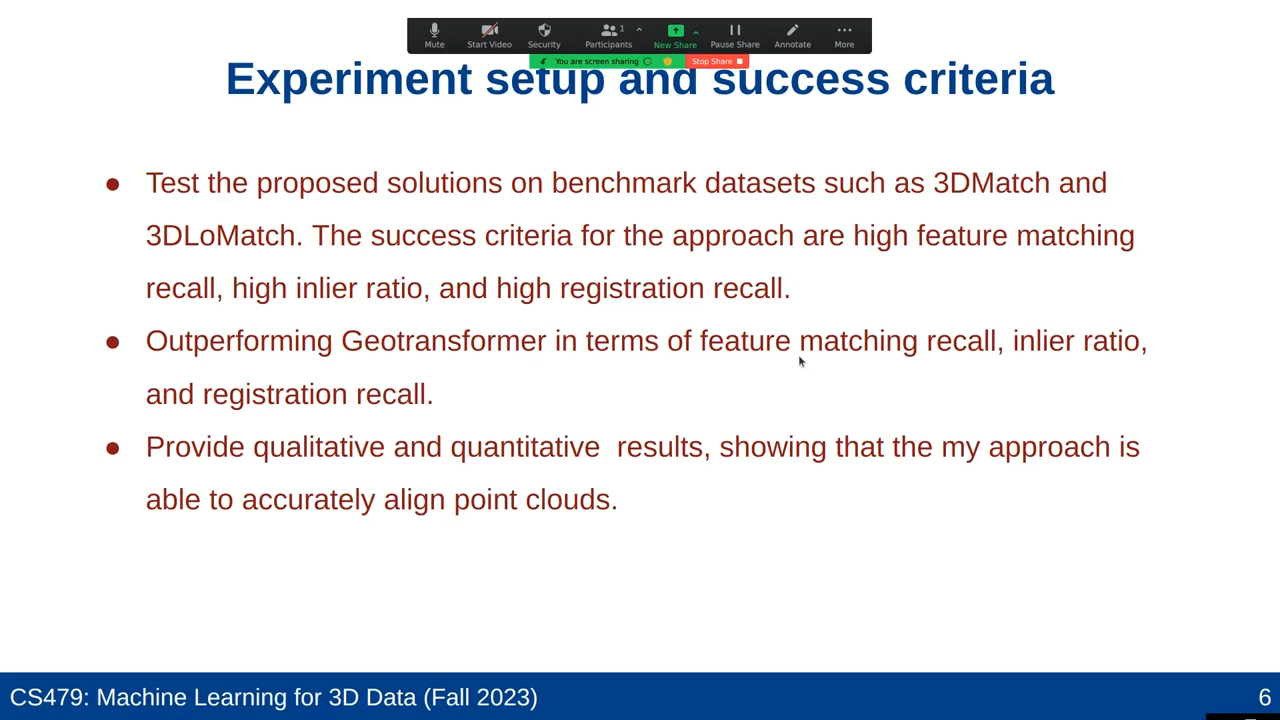 Mute Start Video Security Participants 1 New Share Pause Share Annotate More
You are screen sharing Stop Share
Experiment setup and success criteria
● Test the proposed solutions on benchmark datasets such as 3DMatch and
3DLoMatch. The success criteria for the approach are high feature matching
recall, high inlier ratio, and high registration recall.
● Outperforming Geotransformer in terms of feature matching recall, inlier ratio,
and registration recall.
● Provide qualitative and quantitative  results, showing that the my approach is
able to accurately align point clouds.
CS479: Machine Learning for 3D Data (Fall 2023) 6